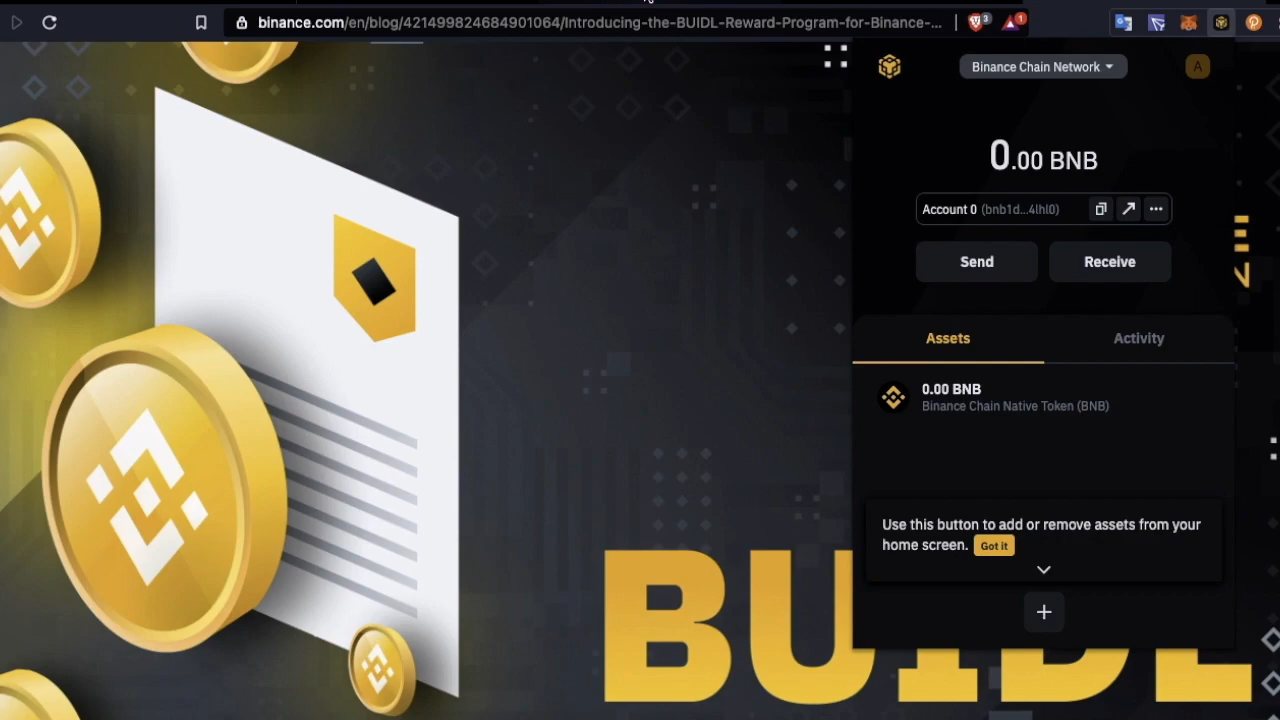 binance.com/en/blog/421499824684901064/Introducing-the-BUIDL-Reward-Program-for-Binance-...
3
1
Binance Chain Network
A
0.00 BNB
Account 0 (bnb1d...4lhl0)
Send
Receive
Assets
Activity
0.00 BNB
Binance Chain Native Token (BNB)
Use this button to add or remove assets from your
home screen. Got it
BUIDL